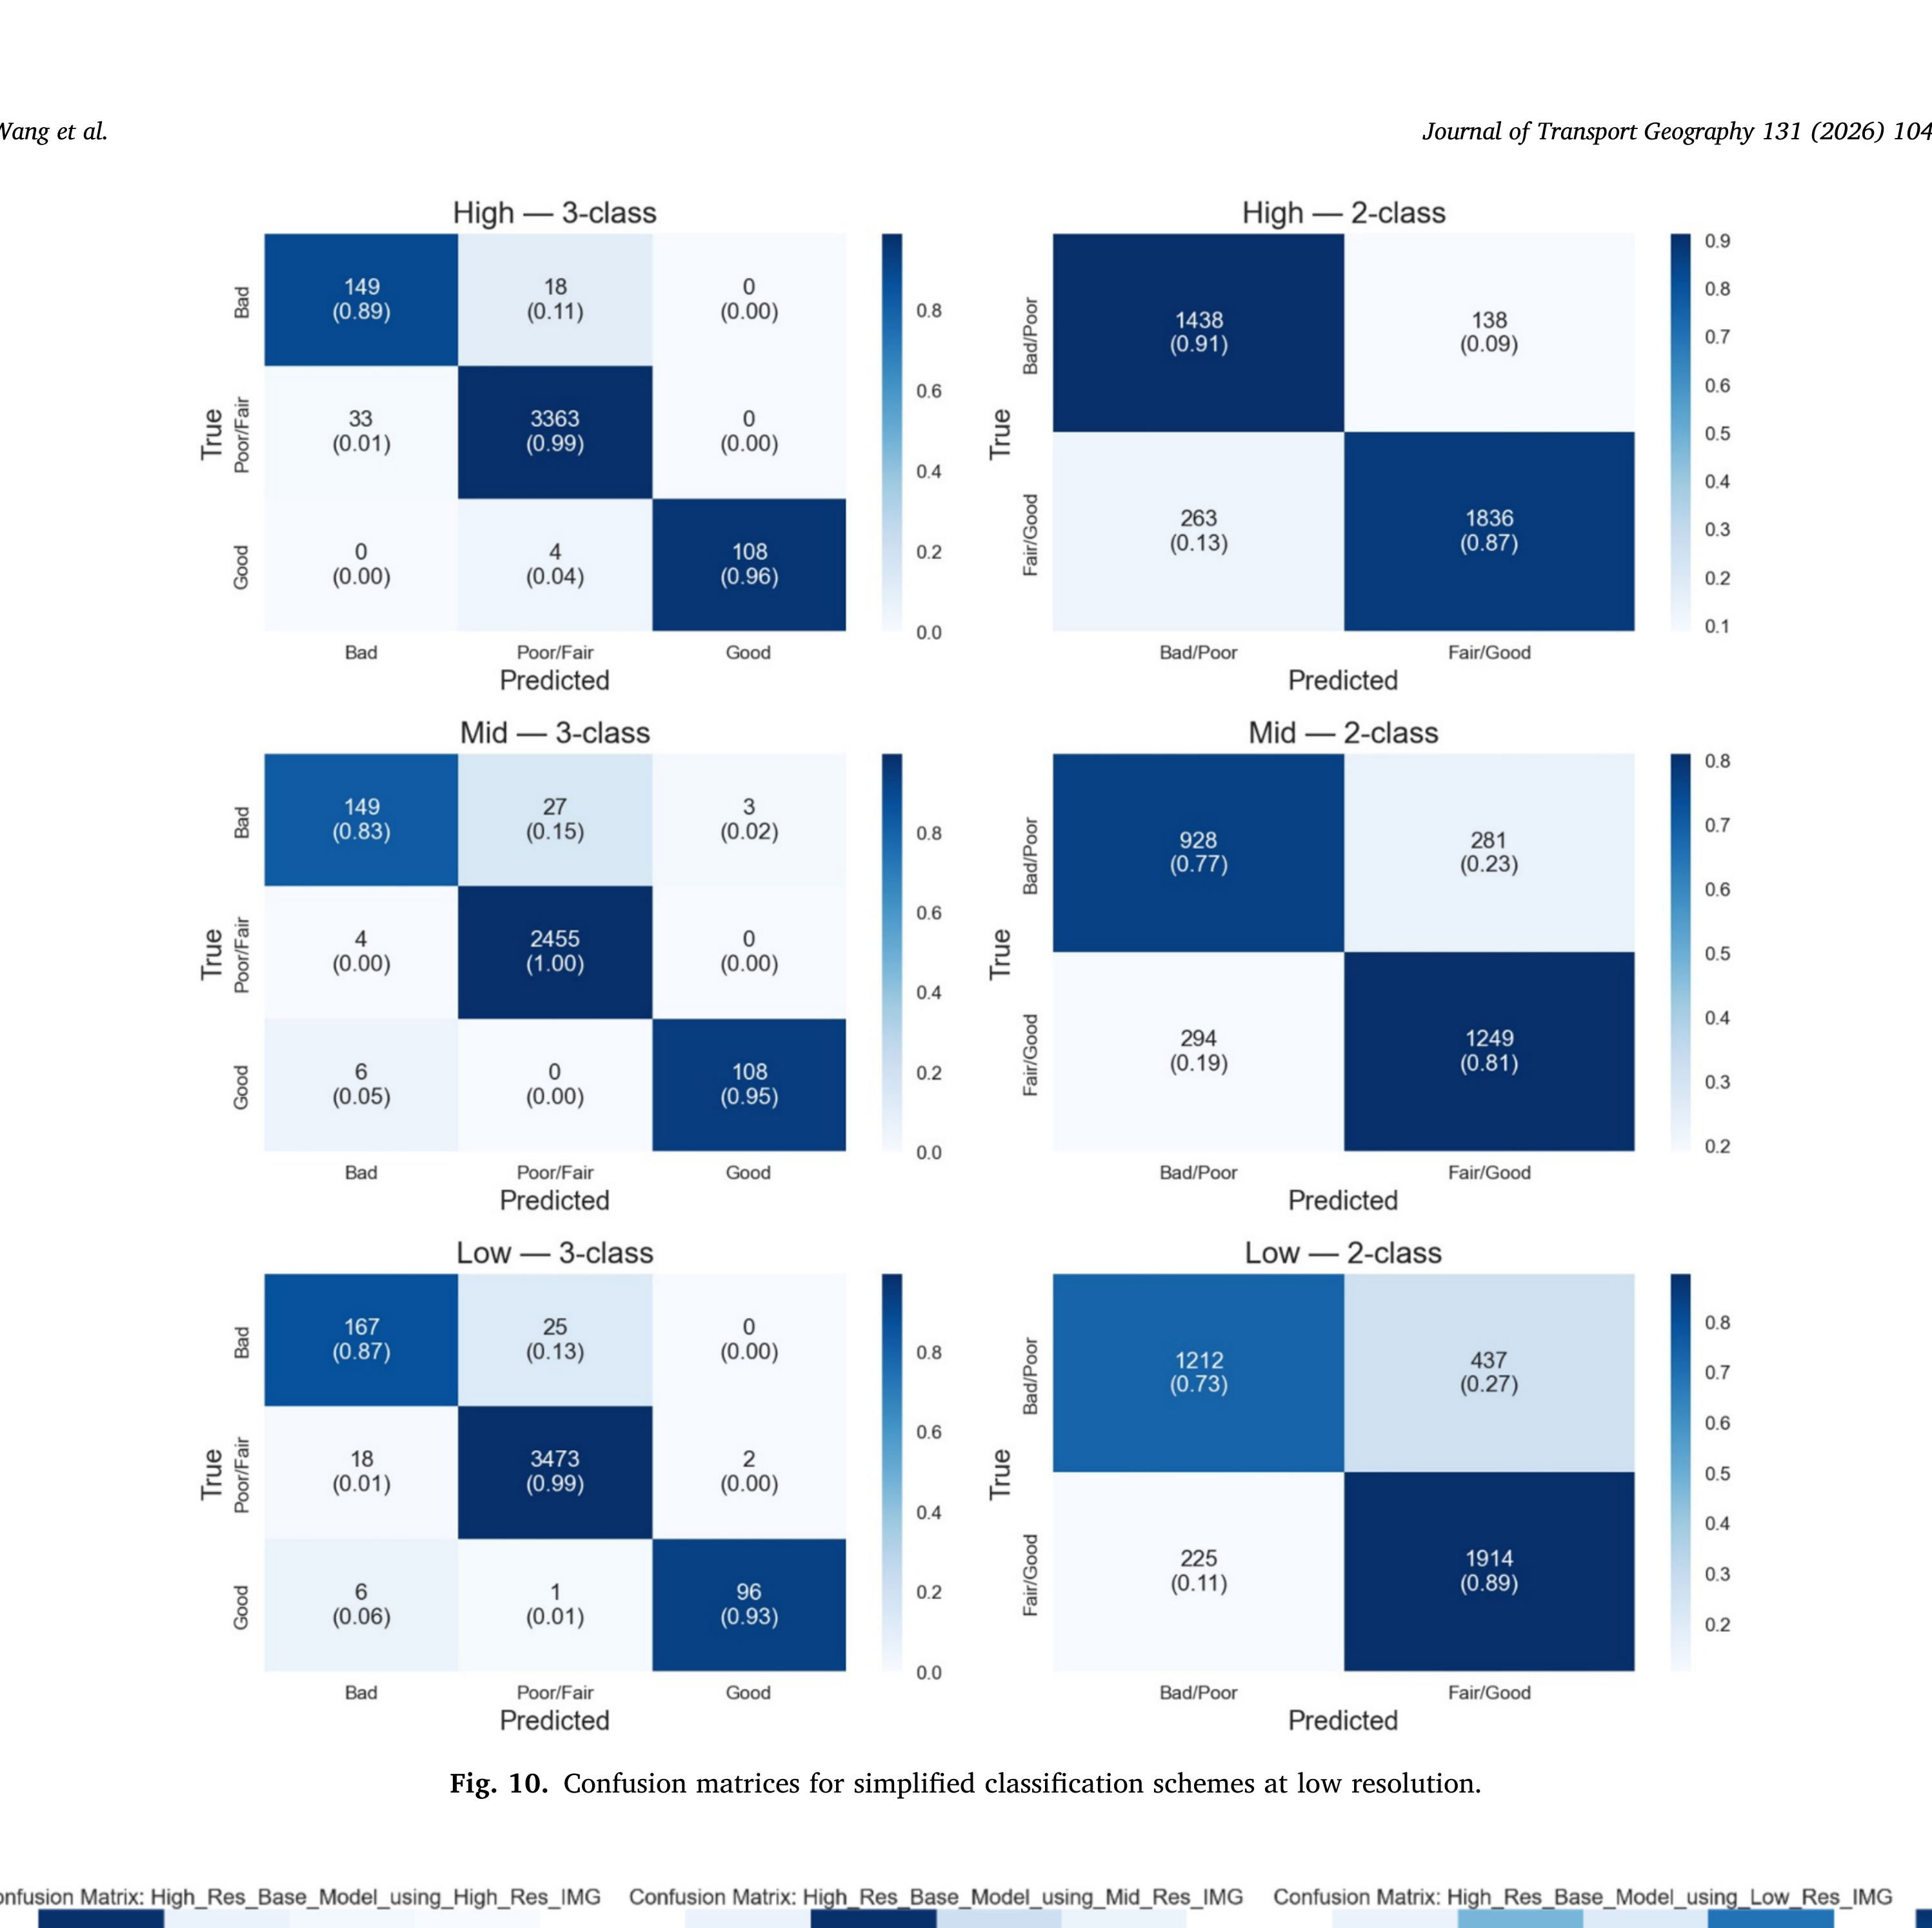 Wang et al.
Journal of Transport Geography 131 (2026) 104
High — 3-class
True
Bad
Poor/Fair
Good
149
(0.89)
18
(0.11)
0
(0.00)
33
(0.01)
3363
(0.99)
0
(0.00)
0
(0.00)
4
(0.04)
108
(0.96)
Bad
Poor/Fair
Good
Predicted
0.8
0.6
0.4
0.2
0.0
High — 2-class
True
Bad/Poor
Fair/Good
1438
(0.91)
138
(0.09)
263
(0.13)
1836
(0.87)
Bad/Poor
Fair/Good
Predicted
0.9
0.8
0.7
0.6
0.5
0.4
0.3
0.2
0.1
Mid — 3-class
True
Bad
Poor/Fair
Good
149
(0.83)
27
(0.15)
3
(0.02)
4
(0.00)
2455
(1.00)
0
(0.00)
6
(0.05)
0
(0.00)
108
(0.95)
Bad
Poor/Fair
Good
Predicted
0.8
0.6
0.4
0.2
0.0
Mid — 2-class
True
Bad/Poor
Fair/Good
928
(0.77)
281
(0.23)
294
(0.19)
1249
(0.81)
Bad/Poor
Fair/Good
Predicted
0.8
0.7
0.6
0.5
0.4
0.3
0.2
Low — 3-class
True
Bad
Poor/Fair
Good
167
(0.87)
25
(0.13)
0
(0.00)
18
(0.01)
3473
(0.99)
2
(0.00)
6
(0.06)
1
(0.01)
96
(0.93)
Bad
Poor/Fair
Good
Predicted
0.8
0.6
0.4
0.2
0.0
Low — 2-class
True
Bad/Poor
Fair/Good
1212
(0.73)
437
(0.27)
225
(0.11)
1914
(0.89)
Bad/Poor
Fair/Good
Predicted
0.8
0.7
0.6
0.5
0.4
0.3
0.2
Fig. 10. Confusion matrices for simplified classification schemes at low resolution.
onfusion Matrix: High_Res_Base_Model_using_High_Res_IMG
Confusion Matrix: High_Res_Base_Model_using_Mid_Res_IMG
Confusion Matrix: High_Res_Base_Model_using_Low_Res_IMG